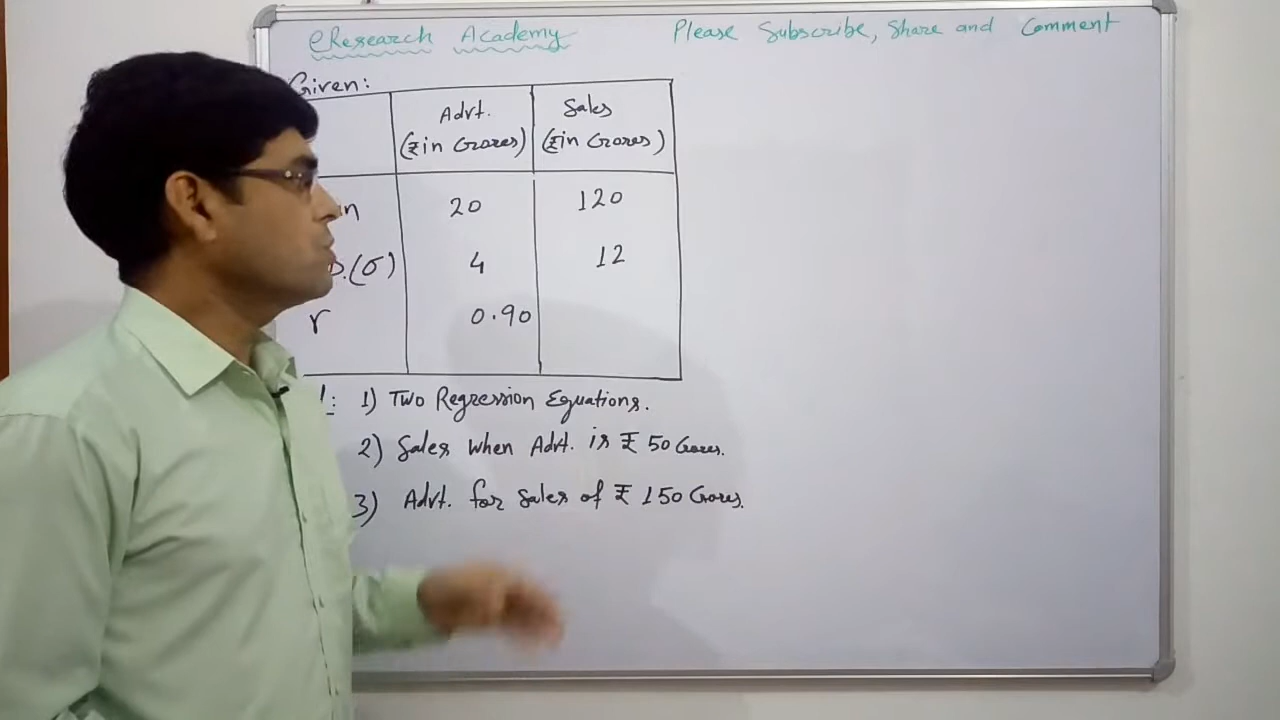 eResearch Academy Please Subscribe, Share and Comment
Given:
Advt. Sales
(₹ in Crores) (₹ in Crores)
20 120
(σ) 4 12
r 0.90
1) Two Regression Equations.
2) Sales when Advt. is ₹ 50 Crores.
3) Advt. for Sales of ₹ 150 Crores.